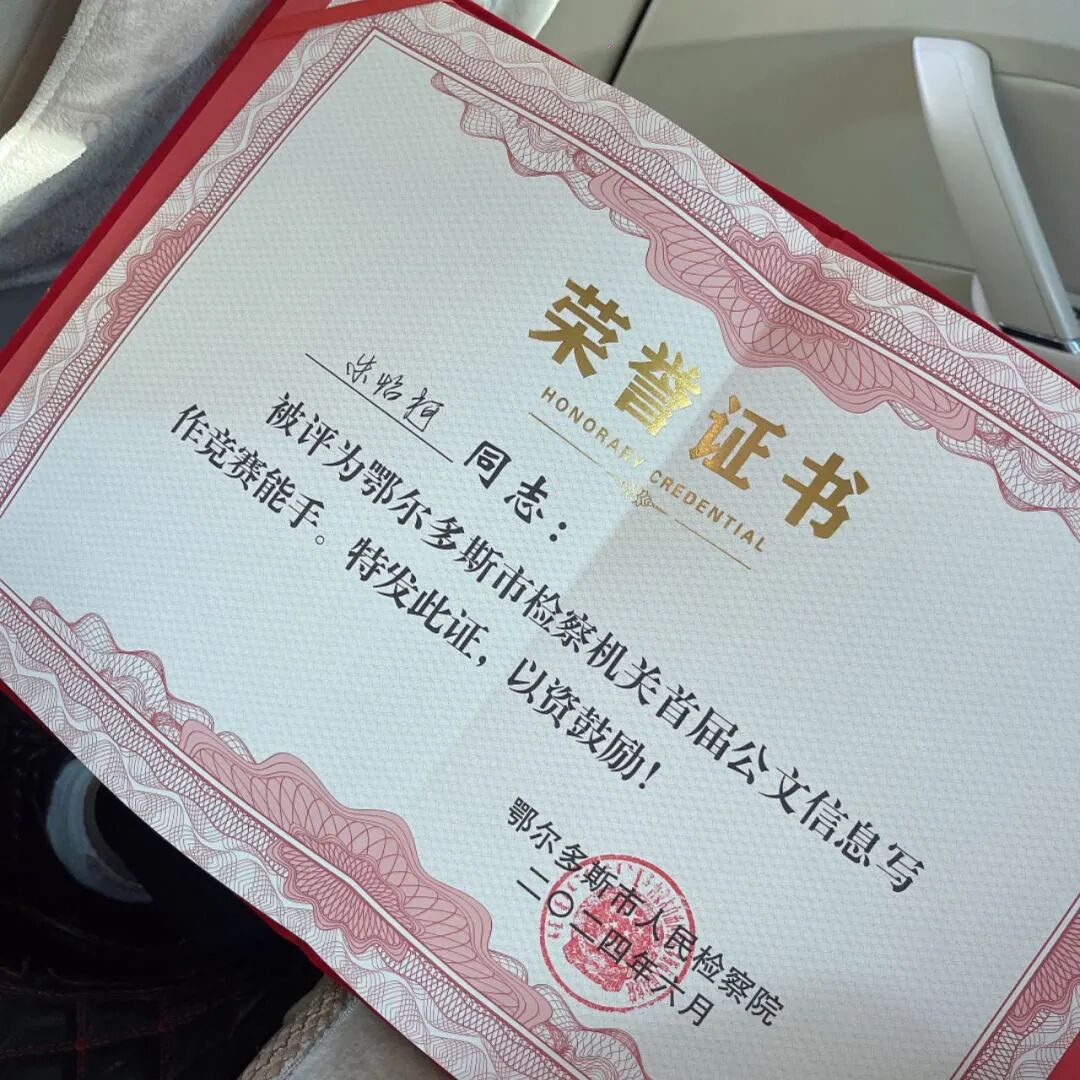 荣誉证书
HONORARY CREDENTIAL
朱怡柯 同志：
被评为鄂尔多斯市检察机关首届公文信息写
作竞赛能手。特发此证，以资鼓励！
鄂尔多斯市人民检察院
二〇二四年六月